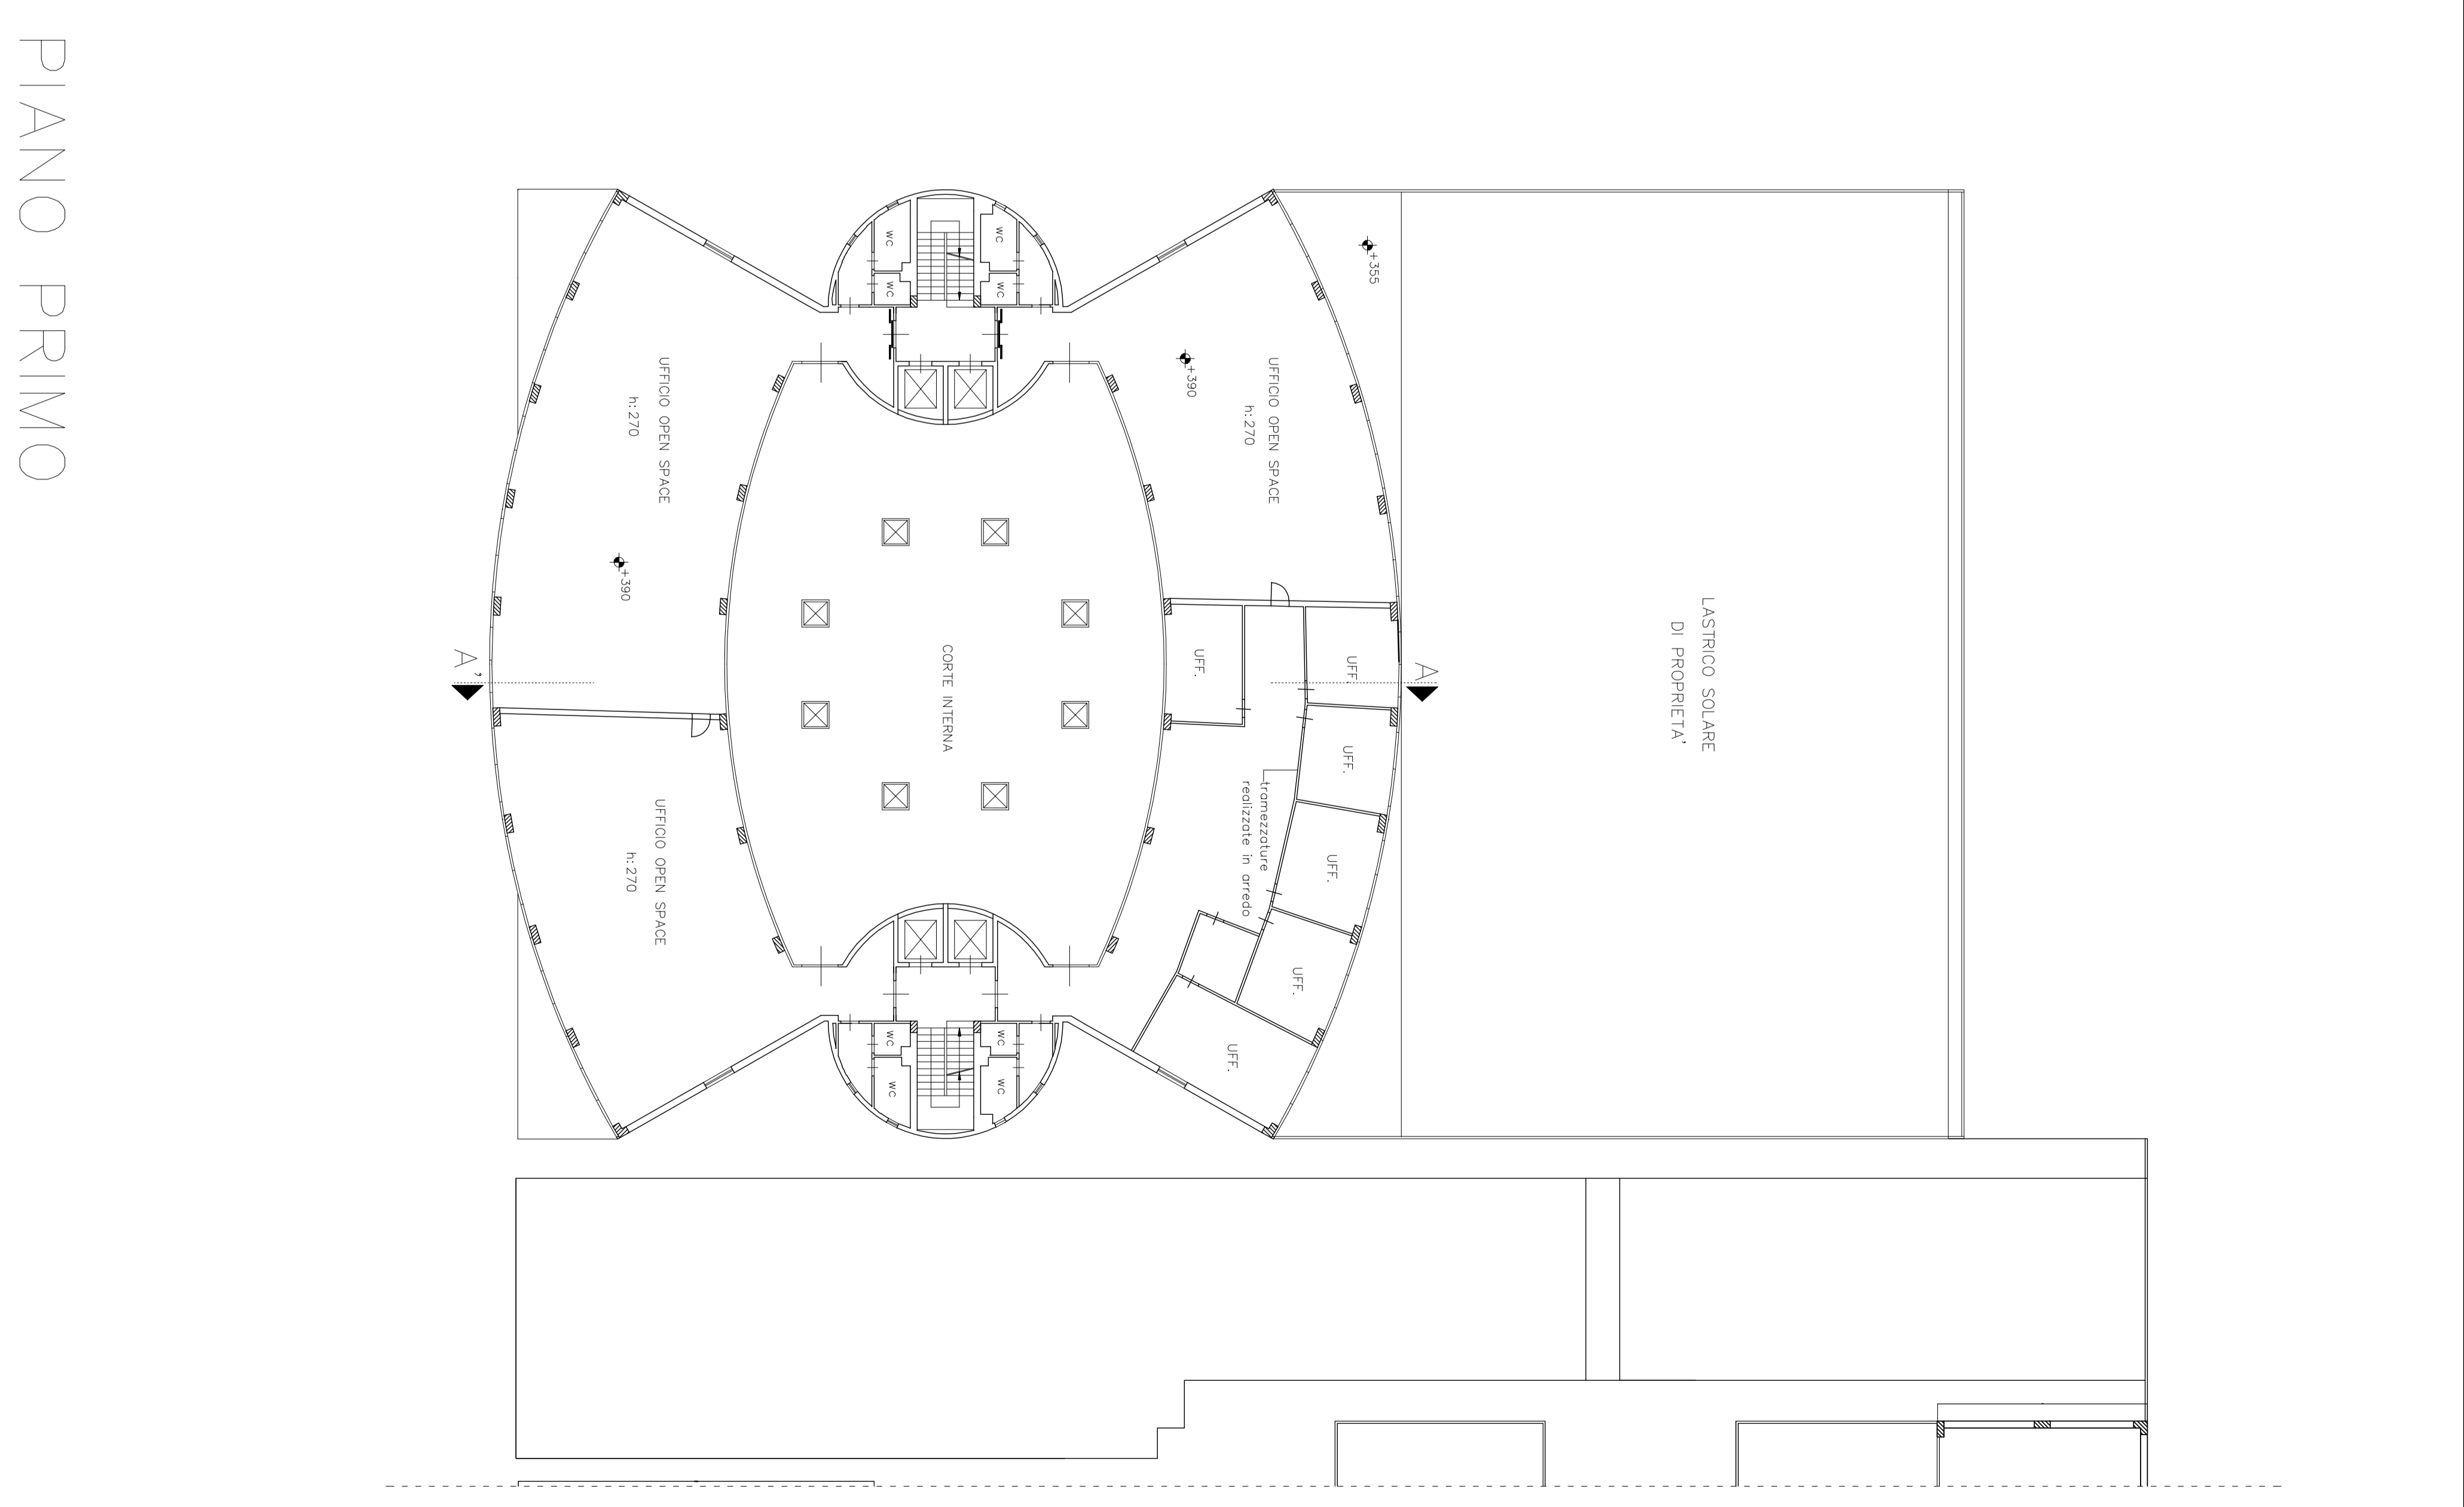 PIANO PRIMO
WC
WC
WC
WC
+355
+390
UFFICIO OPEN SPACE
h:270
UFFICIO OPEN SPACE
h:270
+390
LASTRICO SOLARE
DI PROPRIETA'
A
A'
CORTE INTERNA
UFF.
UFF.
UFF.
UFF.
UFF.
UFF.
tramezzature
realizzate in arredo
UFFICIO OPEN SPACE
h:270
WC
WC
WC
WC